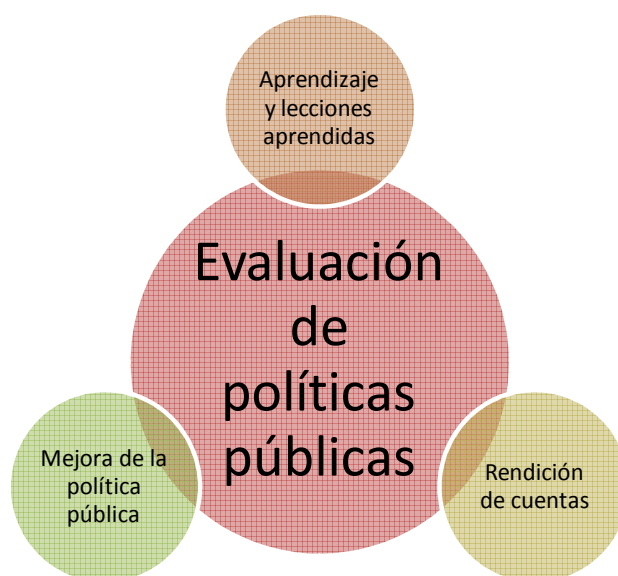 Aprendizaje
y lecciones
aprendidas
Evaluación
de
políticas
públicas
Mejora de la
política
pública
Rendición
de cuentas